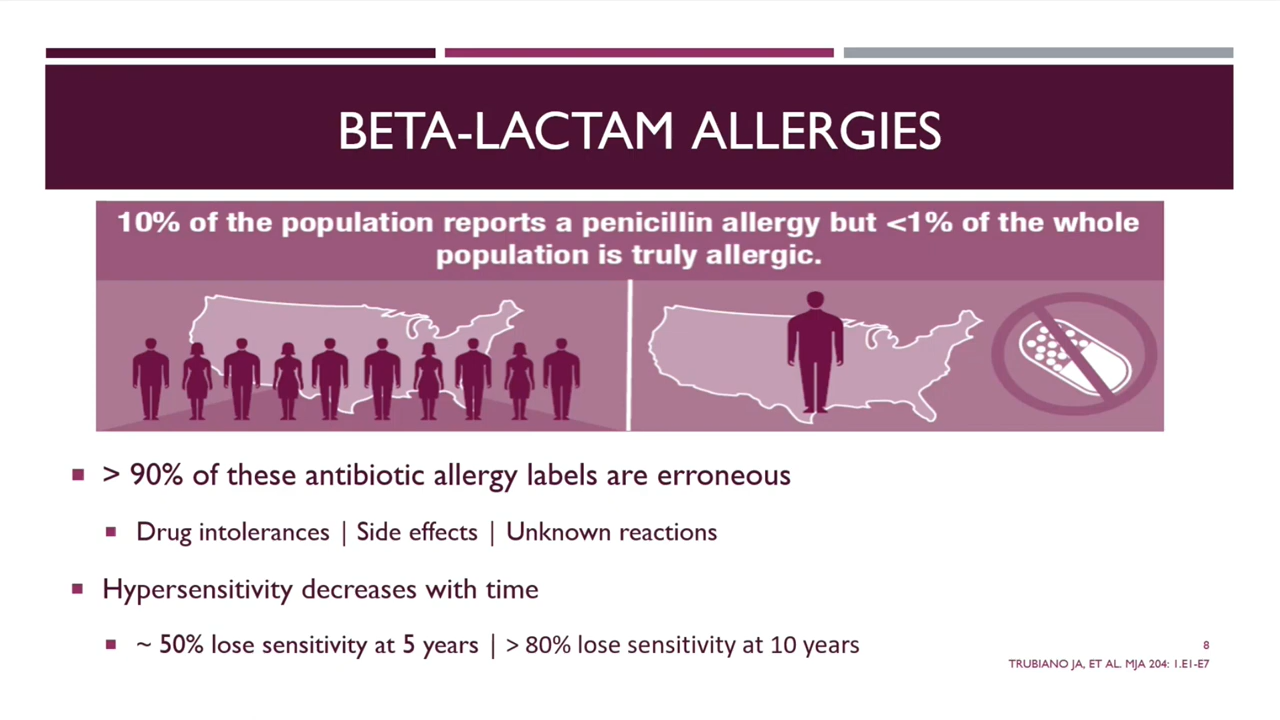 BETA-LACTAM ALLERGIES
10% of the population reports a penicillin allergy but <1% of the whole
population is truly allergic.
> 90% of these antibiotic allergy labels are erroneous
Drug intolerances | Side effects | Unknown reactions
Hypersensitivity decreases with time
~ 50% lose sensitivity at 5 years | > 80% lose sensitivity at 10 years
8
TRUBIANO JA, ET AL. MJA 204: 1.E1-E7